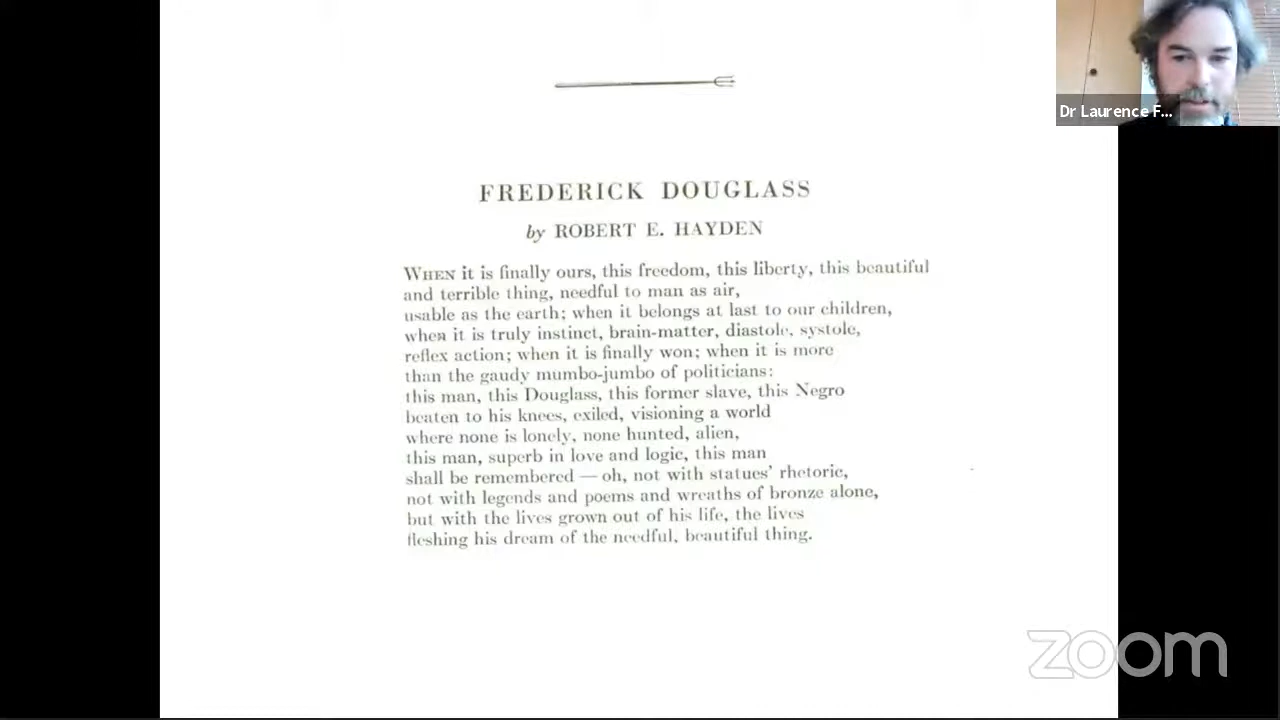 Dr Laurence F...
FREDERICK DOUGLASS
by ROBERT E. HAYDEN
WHEN it is finally ours, this freedom, this liberty, this beautiful
and terrible thing, needful to man as air,
usable as the earth; when it belongs at last to our children,
when it is truly instinct, brain-matter, diastole, systole,
reflex action; when it is finally won; when it is more
than the gaudy mumbo-jumbo of politicians:
this man, this Douglass, this former slave, this Negro
beaten to his knees, exiled, visioning a world
where none is lonely, none hunted, alien,
this man, superb in love and logic, this man
shall be remembered — oh, not with statues' rhetoric,
not with legends and poems and wreaths of bronze alone,
but with the lives grown out of his life, the lives
fleshing his dream of the needful, beautiful thing.
zoom